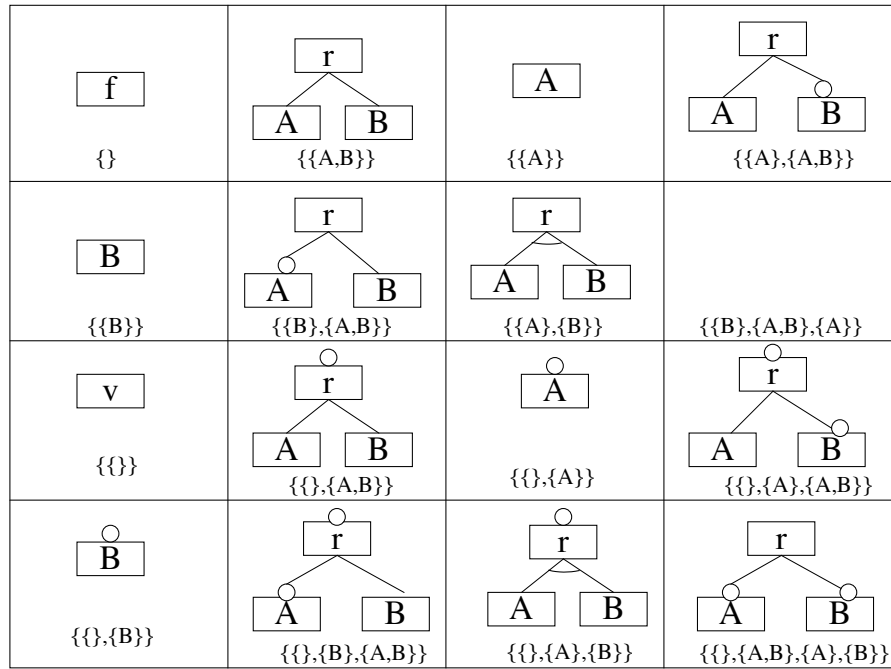 f
{}
r
A B
{{A,B}}
A
{{A}}
r
A B
{{A},{A,B}}
B
{{B}}
r
A B
{{B},{A,B}}
r
A B
{{A},{B}}
{{B},{A,B},{A}}
v
{{}}
r
A B
{{},{A,B}}
A
{{},{A}}
r
A B
{{},{A},{A,B}}
B
{{},{B}}
r
A B
{{},{B},{A,B}}
r
A B
{{},{A},{B}}
r
A B
{{},{A,B},{A},{B}}